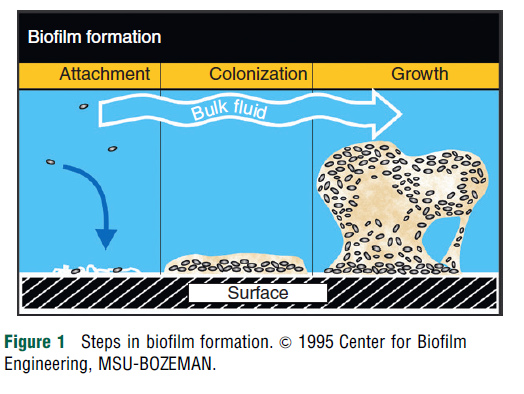 Biofilm formation
Attachment Colonization Growth
Bulk fluid
Surface
Figure 1 Steps in biofilm formation. © 1995 Center for Biofilm
Engineering, MSU-BOZEMAN.